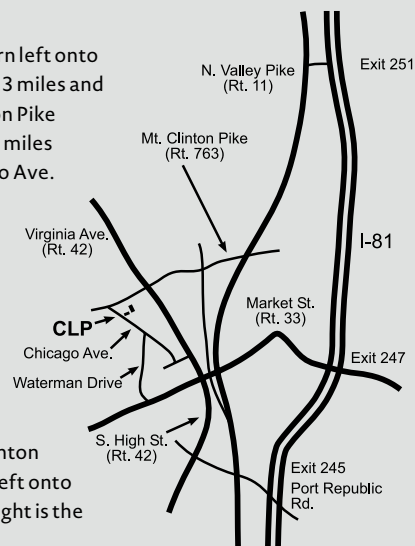 rn left onto
3 miles and
on Pike
miles
o Ave.
N. Valley Pike
(Rt. 11)
Exit 251
Mt. Clinton Pike
(Rt. 763)
Virginia Ave.
(Rt. 42)
I-81
Market St.
(Rt. 33)
CLP
Chicago Ave.
Exit 247
Waterman Drive
S. High St.
(Rt. 42)
nton
left onto
ight is the
Exit 245
Port Republic
Rd.